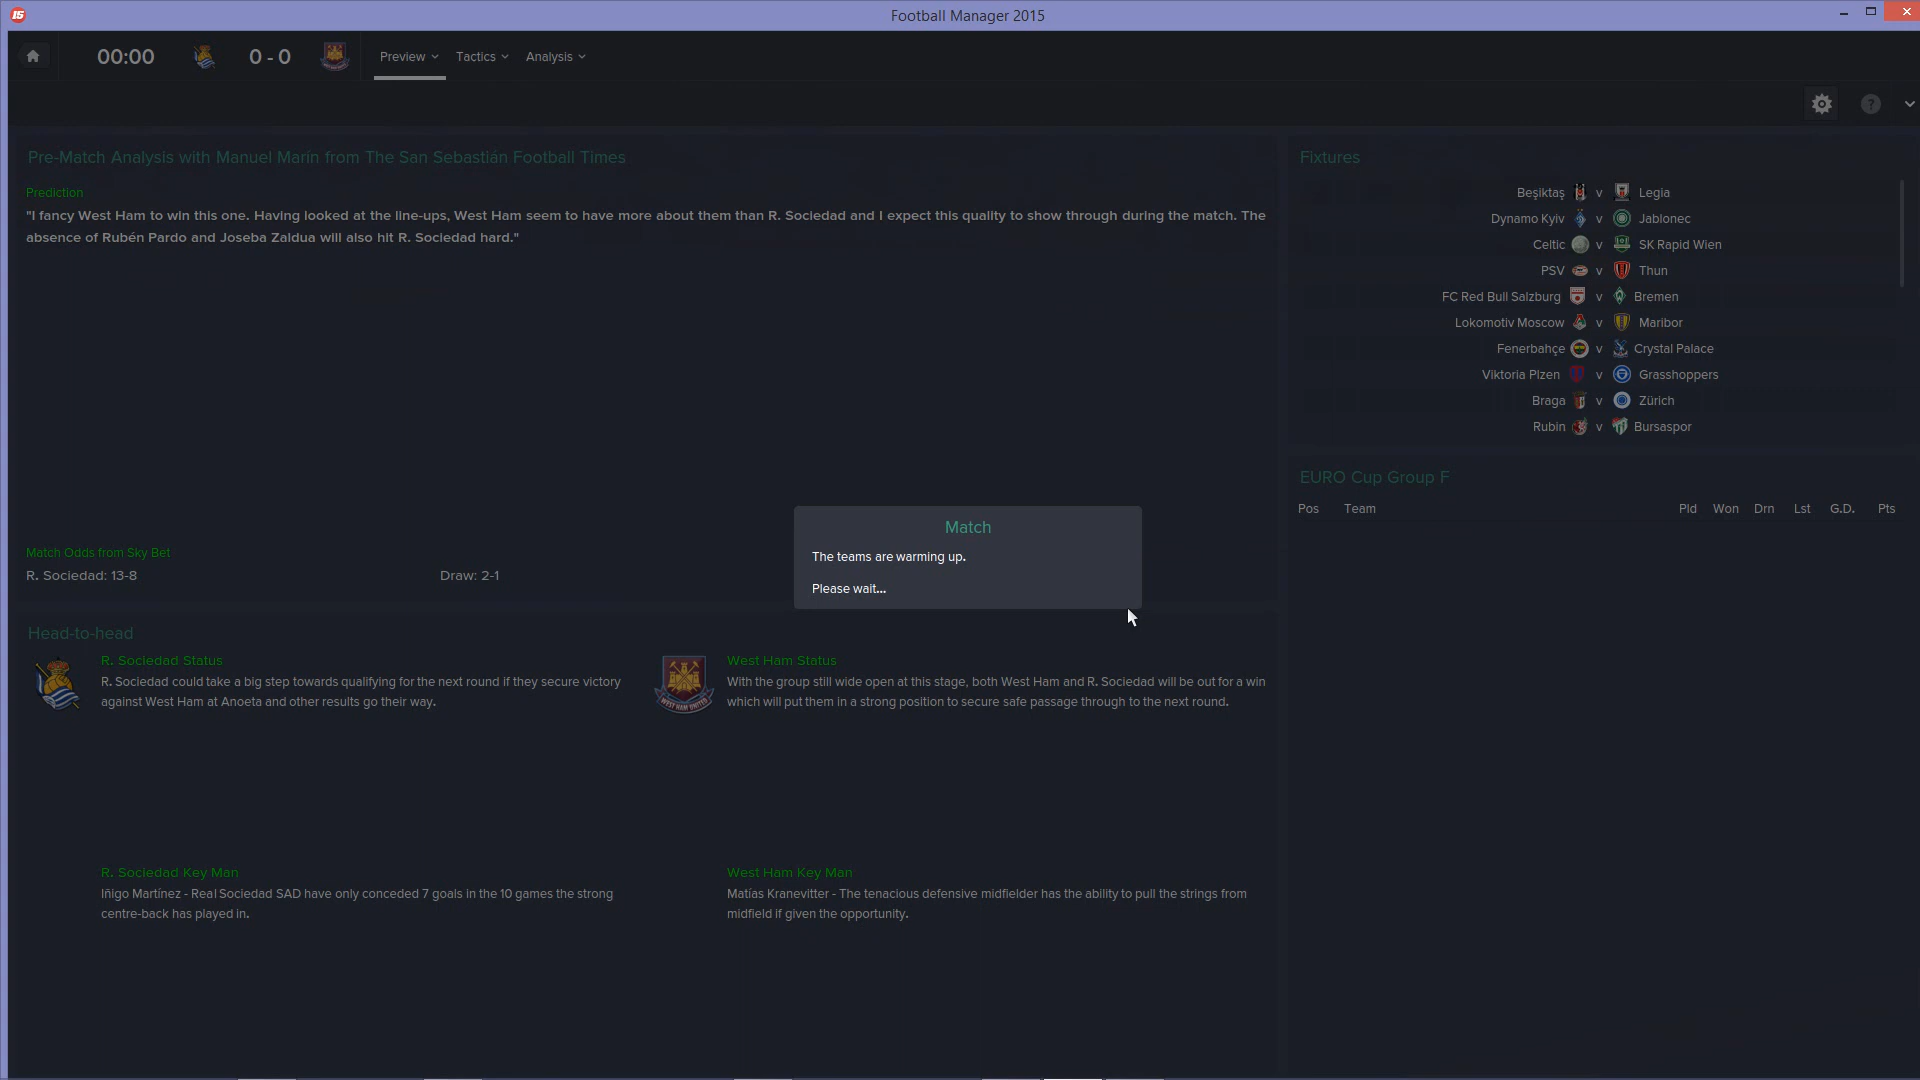 Football Manager 2015
00:00
0 - 0
Preview
Tactics
Analysis
Pre-Match Analysis with Manuel Marín from The San Sebastián Football Times
Prediction
"I fancy West Ham to win this one. Having looked at the line-ups, West Ham seem to have more about them than R. Sociedad and I expect this quality to show through during the match. The
absence of Rubén Pardo and Joseba Zaldua will also hit R. Sociedad hard."
Match Odds from Sky Bet
R. Sociedad: 13-8
Draw: 2-1
Match
The teams are warming up.
Please wait...
Head-to-head
R. Sociedad Status
R. Sociedad could take a big step towards qualifying for the next round if they secure victory
against West Ham at Anoeta and other results go their way.
WEST HAM UNITED
West Ham Status
With the group still wide open at this stage, both West Ham and R. Sociedad will be out for a win
which will put them in a strong position to secure safe passage through to the next round.
R. Sociedad Key Man
Iñigo Martínez - Real Sociedad SAD have only conceded 7 goals in the 10 games the strong
centre-back has played in.
West Ham Key Man
Matías Kranevitter - The tenacious defensive midfielder has the ability to pull the strings from
midfield if given the opportunity.
Fixtures
Beşiktaş v Legia
Dynamo Kyiv v Jablonec
Celtic v SK Rapid Wien
PSV v Thun
FC Red Bull Salzburg v Bremen
Lokomotiv Moscow v Maribor
Fenerbahçe v Crystal Palace
Viktoria Plzen v Grasshoppers
Braga v Zürich
Rubin v Bursaspor
EURO Cup Group F
Pos Team Pld Won Drn Lst G.D. Pts